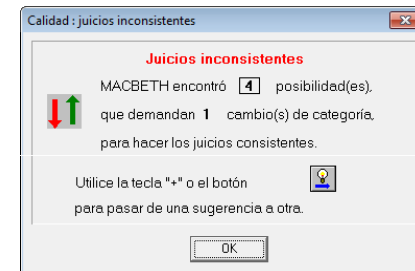 Calidad : juicios inconsistentes
Juicios inconsistentes
MACBETH encontró 4 posibilidad(es),
que demandan 1 cambio(s) de categoría,
para hacer los juicios consistentes.
Utilice la tecla "+" o el botón
para pasar de una sugerencia a otra.
OK